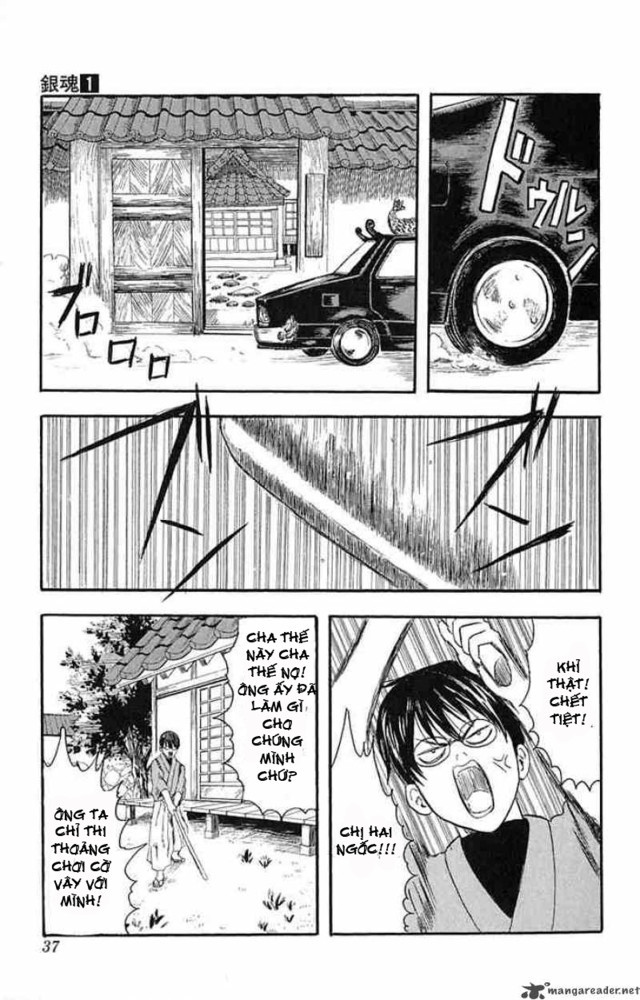 銀魂1
ドウルン
ブロロロ
KHỈ
THẬT!
CHẾT
TIỆT!
CHỊ HAI
NGỐC!!!
CHA THẾ
NÀY CHA
THẾ NỌ!
ÔNG ẤY ĐÃ
LÀM GÌ
CHO
CHÚNG
MÌNH
CHỨ?
ÔNG TA
CHỈ THI
THOẢNG
CHƠI CỜ
VÂY VỚI
MÌNH!
37
mangareader.net